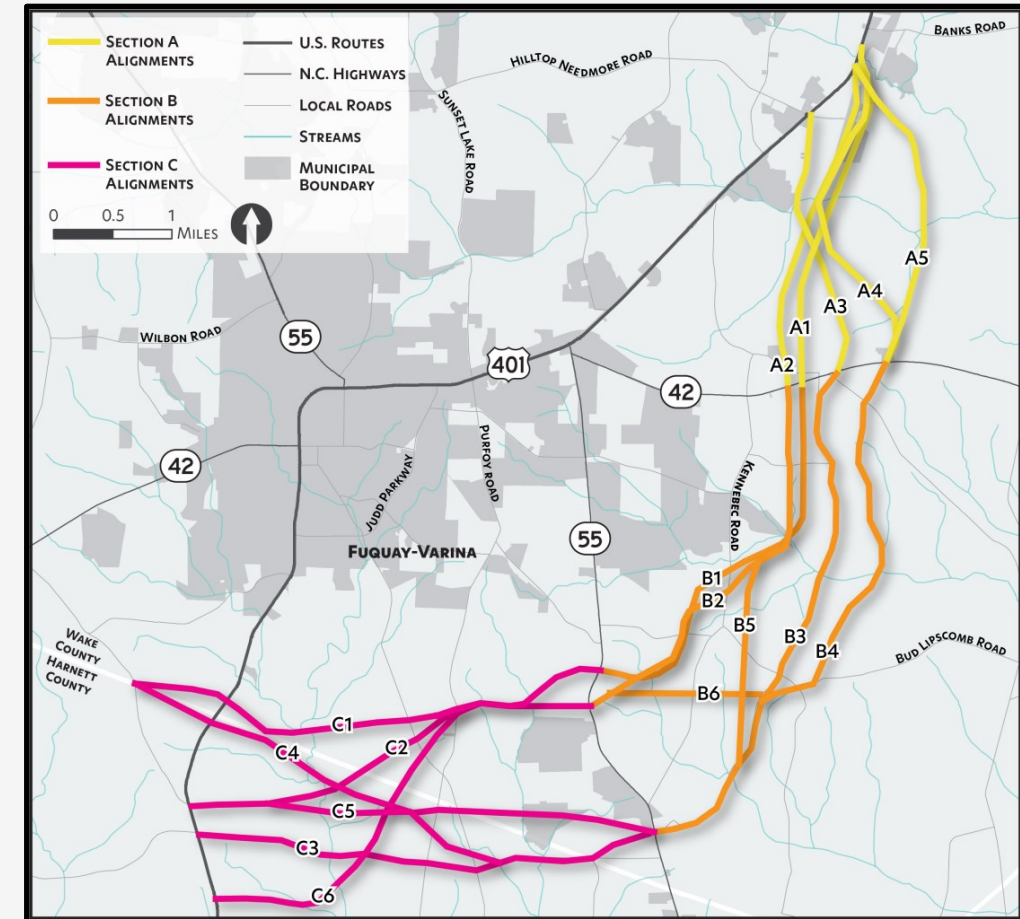 SECTION A
ALIGNMENTS
SECTION B
ALIGNMENTS
SECTION C
ALIGNMENTS
0 0.5 1
MILES
U.S. ROUTES
N.C. HIGHWAYS
LOCAL ROADS
STREAMS
MUNICIPAL
BOUNDARY
BANKS ROAD
HILLTOP NEEDMORE ROAD
SUNSET LAKE ROAD
A5
A4
A3
A1
A2
WILBON ROAD
55
401
42
42
JUDD PARKWAY
PURFOY ROAD
KENNEBEC ROAD
55
FUQUAY-VARINA
B1
B2
B5
B3
B4
BUD LIPSCOMB ROAD
WAKE
COUNTY
HARNETT
COUNTY
B6
C1
C2
C4
C5
C3
C6